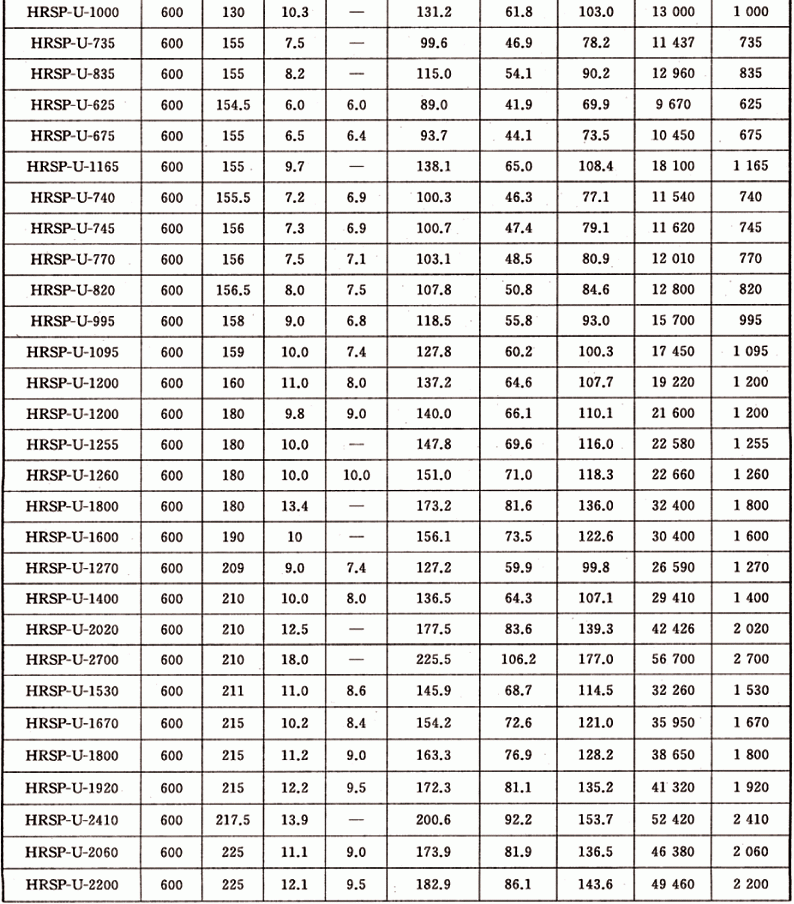 HRSP-U-1000 600 130 10.3 — 131.2 61.8 103.0 13 000 1 000
HRSP-U-735 600 155 7.5 — 99.6 46.9 78.2 11 437 735
HRSP-U-835 600 155 8.2 — 115.0 54.1 90.2 12 960 835
HRSP-U-625 600 154.5 6.0 6.0 89.0 41.9 69.9 9 670 625
HRSP-U-675 600 155 6.5 6.4 93.7 44.1 73.5 10 450 675
HRSP-U-1165 600 155 9.7 — 138.1 65.0 108.4 18 100 1 165
HRSP-U-740 600 155.5 7.2 6.9 100.3 46.3 77.1 11 540 740
HRSP-U-745 600 156 7.3 6.9 100.7 47.4 79.1 11 620 745
HRSP-U-770 600 156 7.5 7.1 103.1 48.5 80.9 12 010 770
HRSP-U-820 600 156.5 8.0 7.5 107.8 50.8 84.6 12 800 820
HRSP-U-995 600 158 9.0 6.8 118.5 55.8 93.0 15 700 995
HRSP-U-1095 600 159 10.0 7.4 127.8 60.2 100.3 17 450 1 095
HRSP-U-1200 600 160 11.0 8.0 137.2 64.6 107.7 19 220 1 200
HRSP-U-1200 600 180 9.8 9.0 140.0 66.1 110.1 21 600 1 200
HRSP-U-1255 600 180 10.0 — 147.8 69.6 116.0 22 580 1 255
HRSP-U-1260 600 180 10.0 10.0 151.0 71.0 118.3 22 660 1 260
HRSP-U-1800 600 180 13.4 — 173.2 81.6 136.0 32 400 1 800
HRSP-U-1600 600 190 10 — 156.1 73.5 122.6 30 400 1 600
HRSP-U-1270 600 209 9.0 7.4 127.2 59.9 99.8 26 590 1 270
HRSP-U-1400 600 210 10.0 8.0 136.5 64.3 107.1 29 410 1 400
HRSP-U-2020 600 210 12.5 — 177.5 83.6 139.3 42 426 2 020
HRSP-U-2700 600 210 18.0 — 225.5 106.2 177.0 56 700 2 700
HRSP-U-1530 600 211 11.0 8.6 145.9 68.7 114.5 32 260 1 530
HRSP-U-1670 600 215 10.2 8.4 154.2 72.6 121.0 35 950 1 670
HRSP-U-1800 600 215 11.2 9.0 163.3 76.9 128.2 38 650 1 800
HRSP-U-1920 600 215 12.2 9.5 172.3 81.1 135.2 41 320 1 920
HRSP-U-2410 600 217.5 13.9 — 200.6 92.2 153.7 52 420 2 410
HRSP-U-2060 600 225 11.1 9.0 173.9 81.9 136.5 46 380 2 060
HRSP-U-2200 600 225 12.1 9.5 182.9 86.1 143.6 49 460 2 200